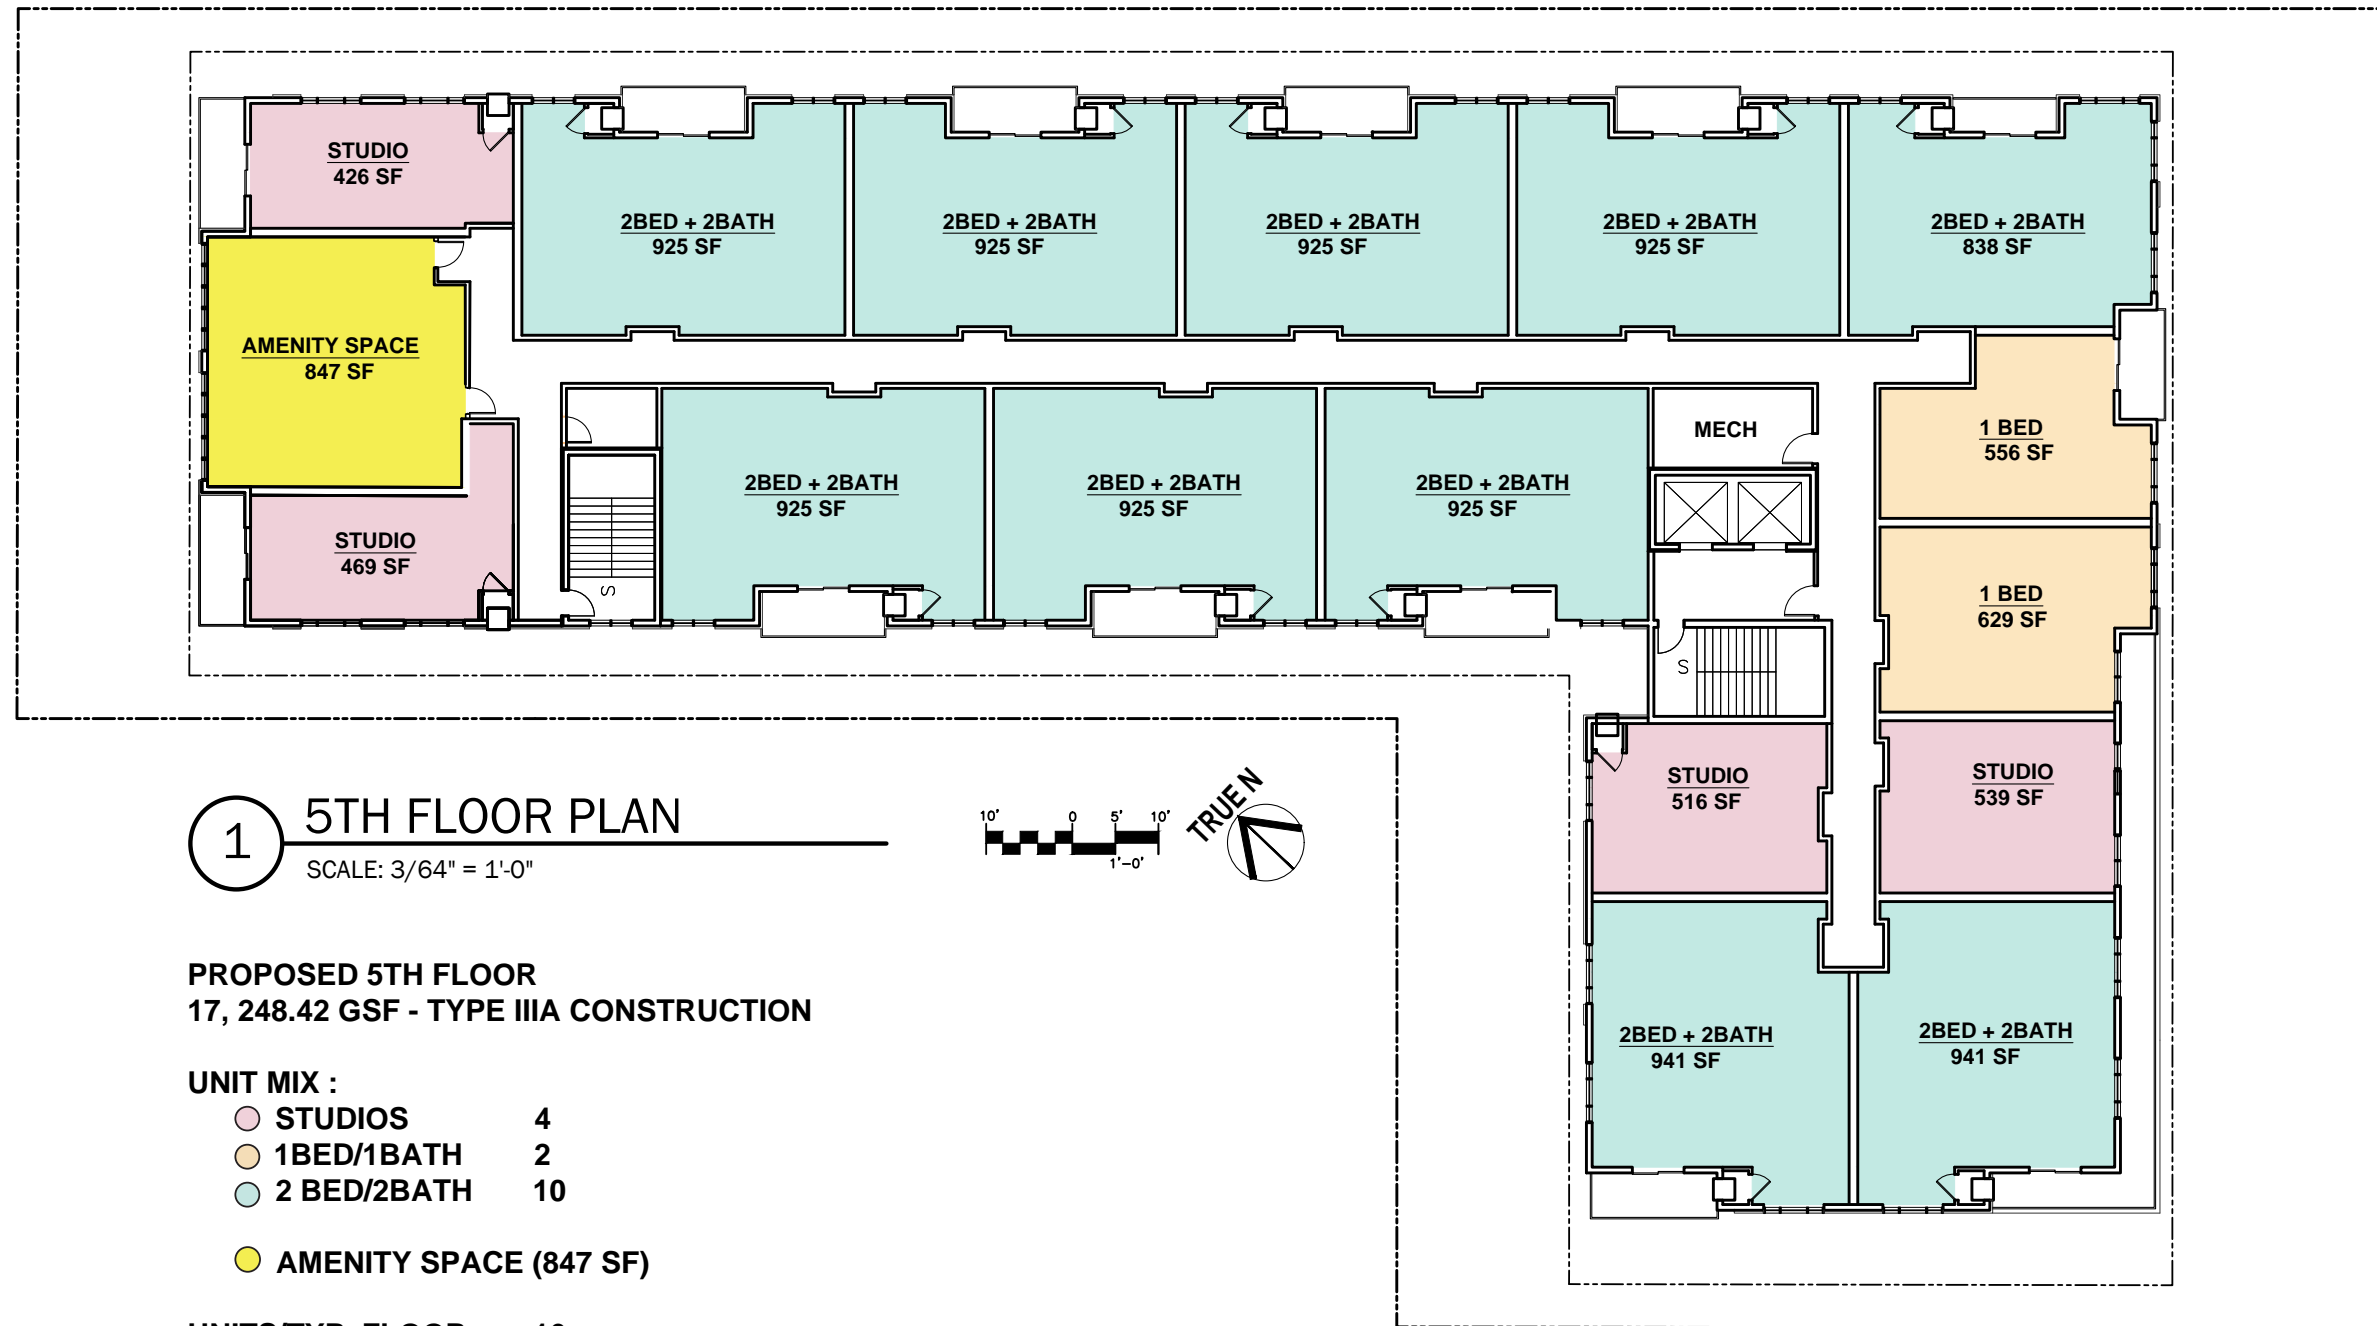 STUDIO
426 SF
2BED + 2BATH
925 SF
2BED + 2BATH
925 SF
2BED + 2BATH
925 SF
2BED + 2BATH
925 SF
2BED + 2BATH
838 SF
AMENITY SPACE
847 SF
MECH
1 BED
556 SF
2BED + 2BATH
925 SF
2BED + 2BATH
925 SF
2BED + 2BATH
925 SF
STUDIO
469 SF
S
1 BED
629 SF
S
STUDIO
516 SF
STUDIO
539 SF
1
5TH FLOOR PLAN
SCALE: 3/64" = 1'-0"
10' 0 5' 10'
1'-0'
TRUE N
2BED + 2BATH
941 SF
2BED + 2BATH
941 SF
PROPOSED 5TH FLOOR
17, 248.42 GSF - TYPE IIIA CONSTRUCTION
UNIT MIX :
STUDIOS 4
1BED/1BATH 2
2 BED/2BATH 10
AMENITY SPACE (847 SF)